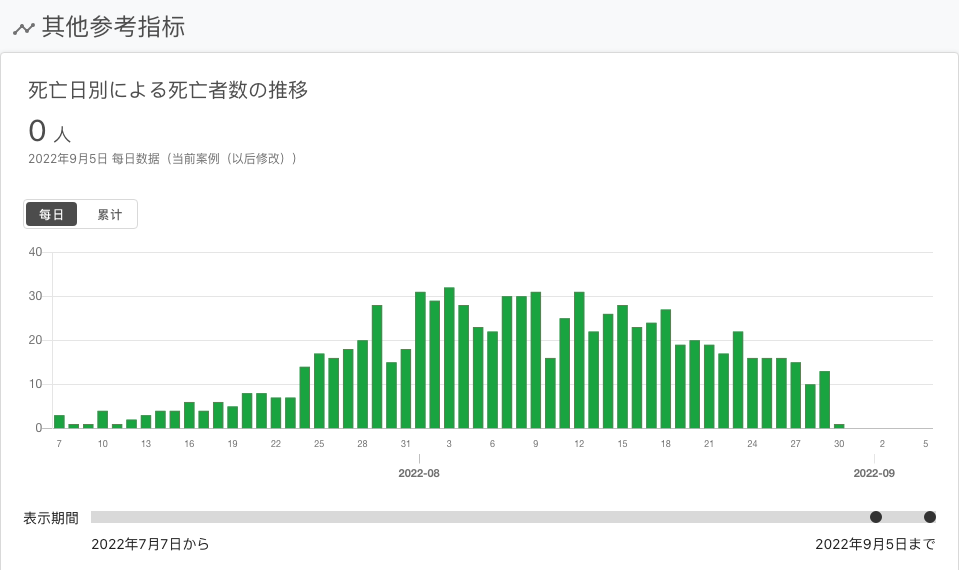 其他参考指标
死亡日別による死亡者数の推移
0 人
2022年9月5日 每日数据（当前案例（以后修改））
每日 累计
40
30
20
10
0
7 10 13 16 19 22 25 28 31 3 6 9 12 15 18 21 24 27 30 2 5
2022-08 2022-09
表示期間
2022年7月7日から 2022年9月5日まで